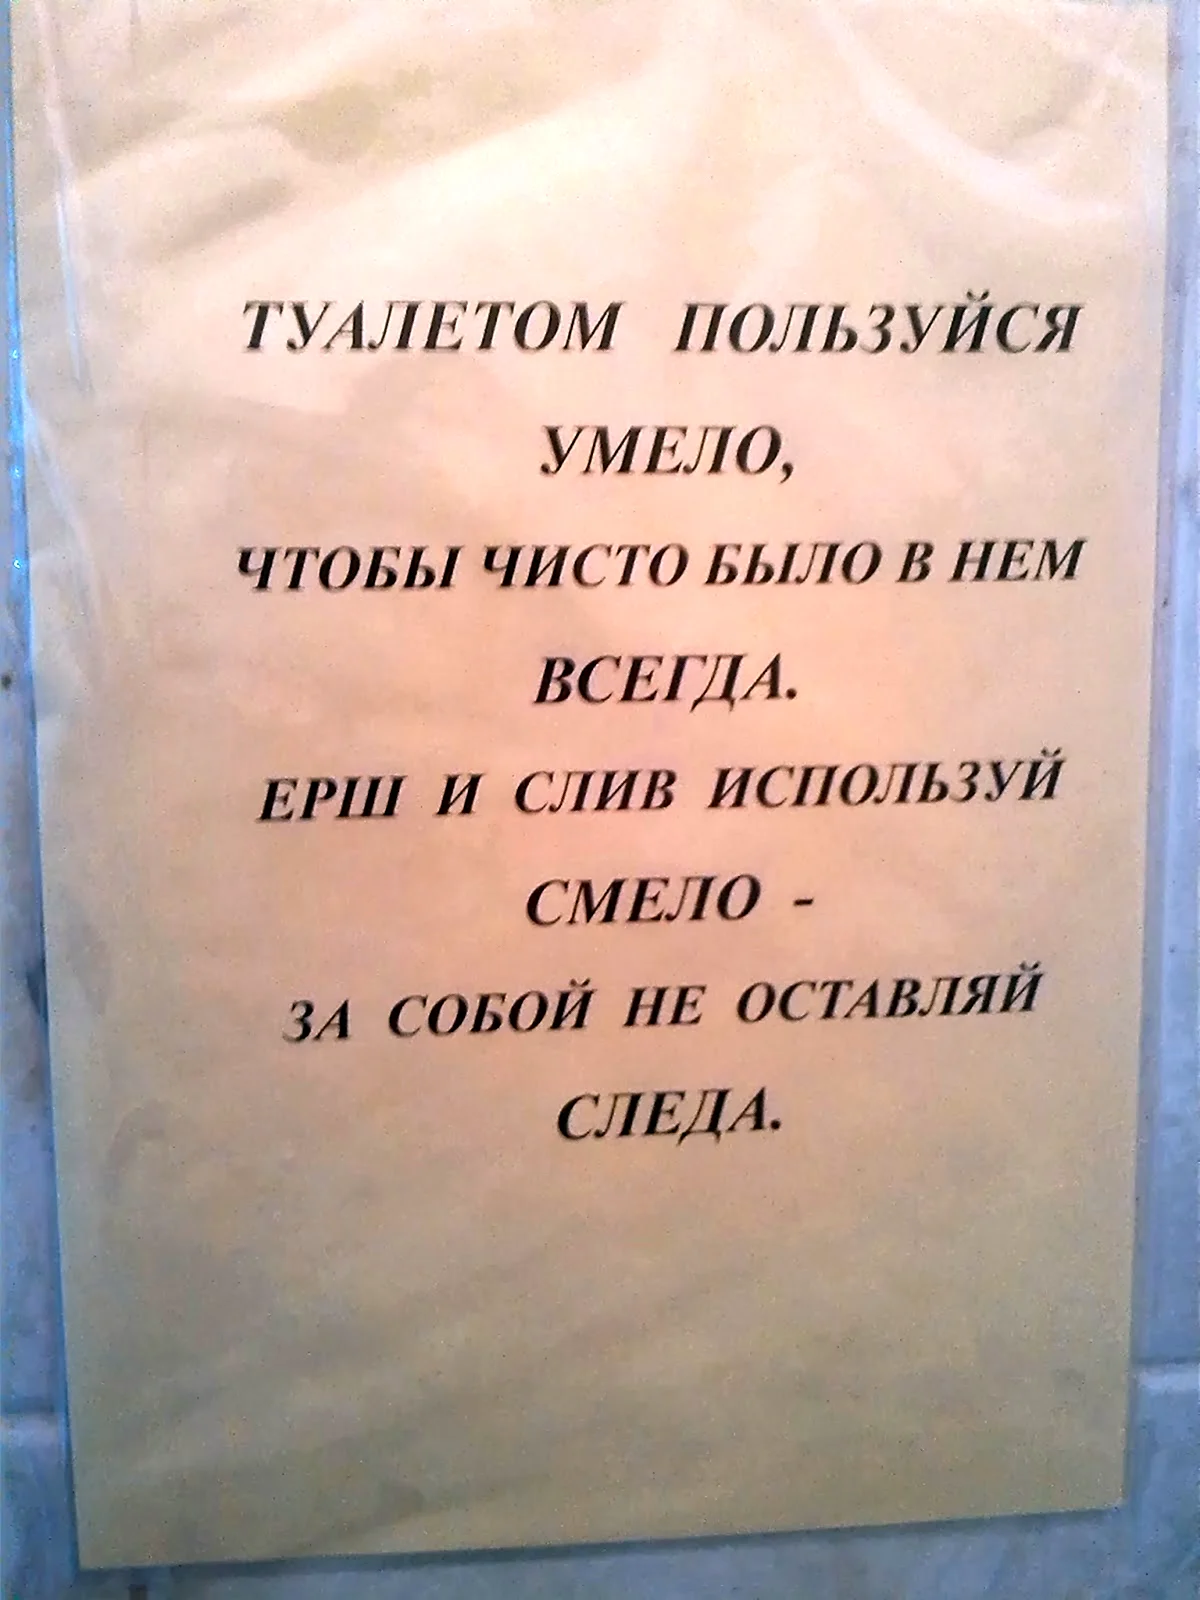 ТУАЛЕТОМ ПОЛЬЗУЙСЯ
УМЕЛО,
ЧТОБЫ ЧИСТО БЫЛО В НЕМ
ВСЕГДА.
ЕРШ И СЛИВ ИСПОЛЬЗУЙ
СМЕЛО -
ЗА СОБОЙ НЕ ОСТАВЛЯЙ
СЛЕДА.